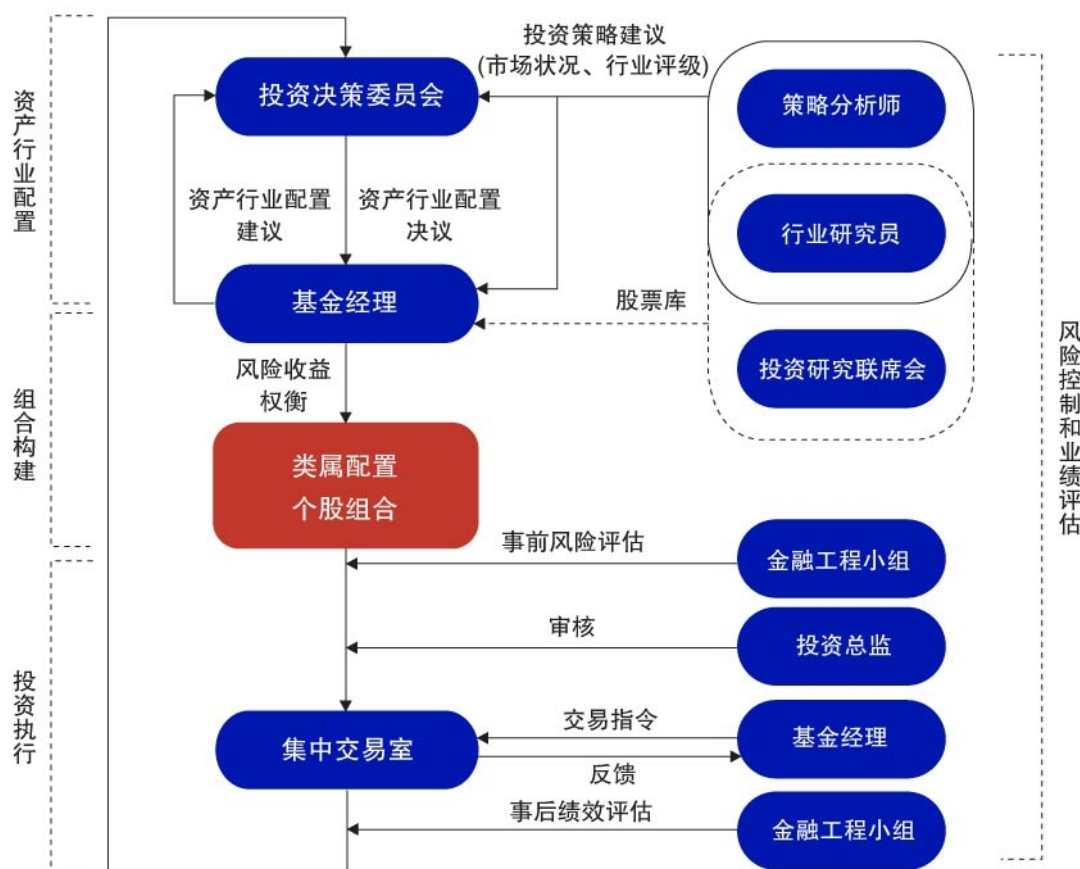 投资策略建议
(市场状况、行业评级)
投资决策委员会
策略分析师
资产行业配置
资产行业配置
建议
资产行业配置
决议
行业研究员
基金经理
股票库
投资研究联席会
风险收益
权衡
组合构建
类属配置
个股组合
风险控制和业绩评估
事前风险评估
金融工程小组
审核
投资总监
投资执行
集中交易室
交易指令
反馈
基金经理
事后绩效评估
金融工程小组